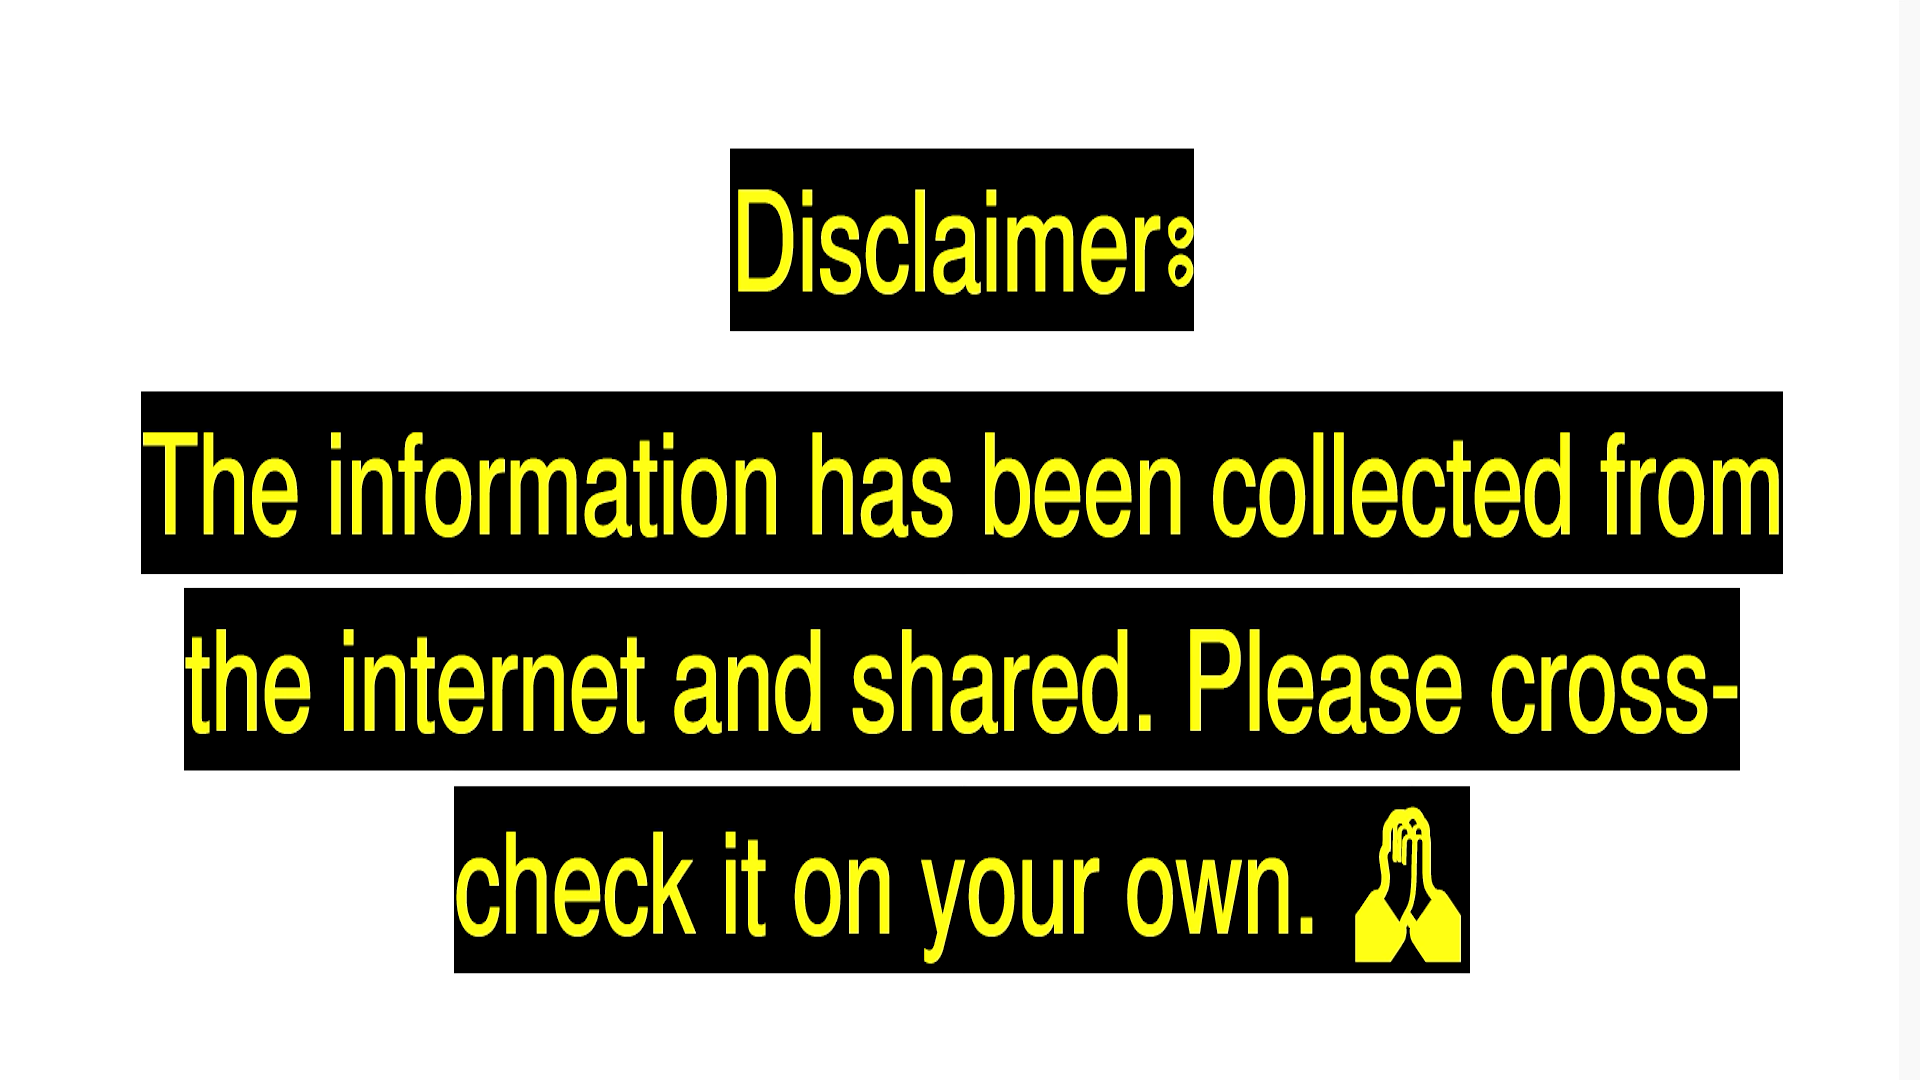 Disclaimer:
The information has been collected from
the internet and shared. Please cross-
check it on your own. 🙏